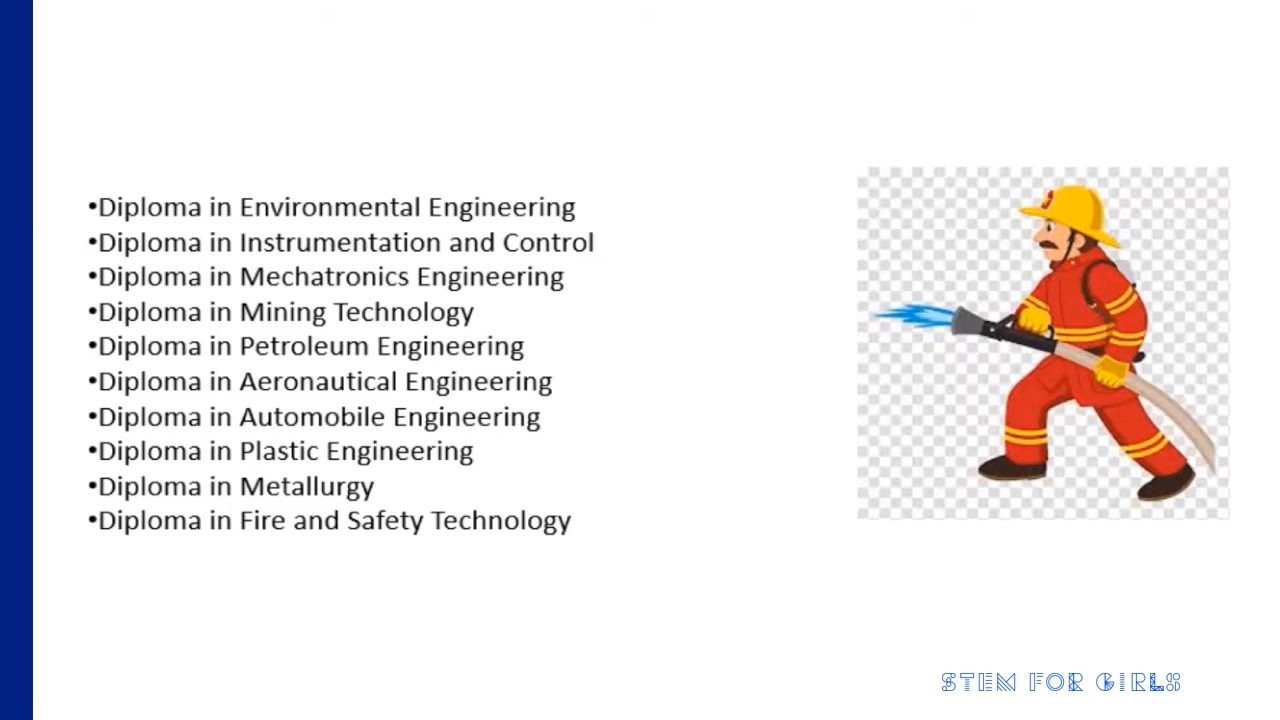 •Diploma in Environmental Engineering
•Diploma in Instrumentation and Control
•Diploma in Mechatronics Engineering
•Diploma in Mining Technology
•Diploma in Petroleum Engineering
•Diploma in Aeronautical Engineering
•Diploma in Automobile Engineering
•Diploma in Plastic Engineering
•Diploma in Metallurgy
•Diploma in Fire and Safety Technology
STEM FOR GIRLS